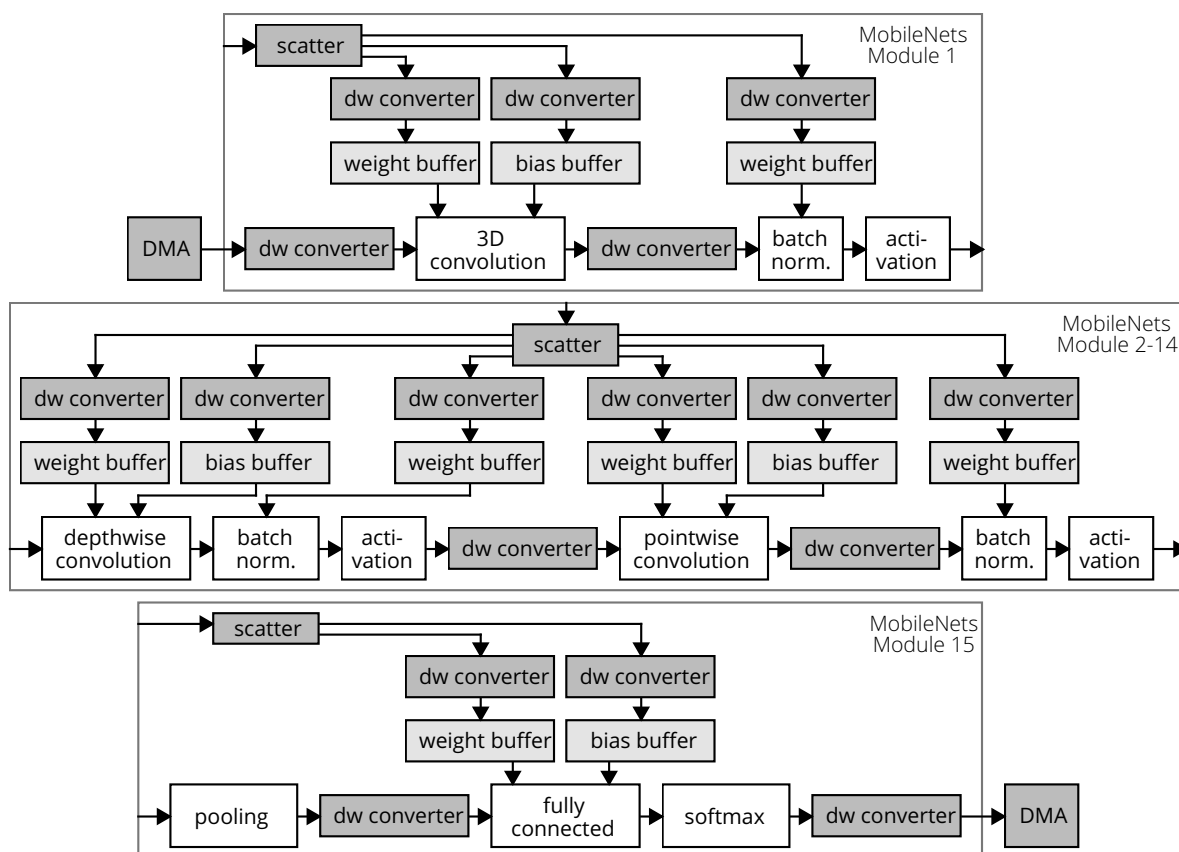 MobileNets
Module 1
scatter
dw converter
dw converter
dw converter
weight buffer
bias buffer
weight buffer
DMA
dw converter
3D
convolution
dw converter
batch
norm.
acti-
vation
MobileNets
Module 2-14
scatter
dw converter
dw converter
dw converter
dw converter
dw converter
dw converter
weight buffer
bias buffer
weight buffer
weight buffer
bias buffer
weight buffer
depthwise
convolution
batch
norm.
acti-
vation
dw converter
pointwise
convolution
dw converter
batch
norm.
acti-
vation
MobileNets
Module 15
scatter
dw converter
dw converter
weight buffer
bias buffer
pooling
dw converter
fully
connected
softmax
dw converter
DMA